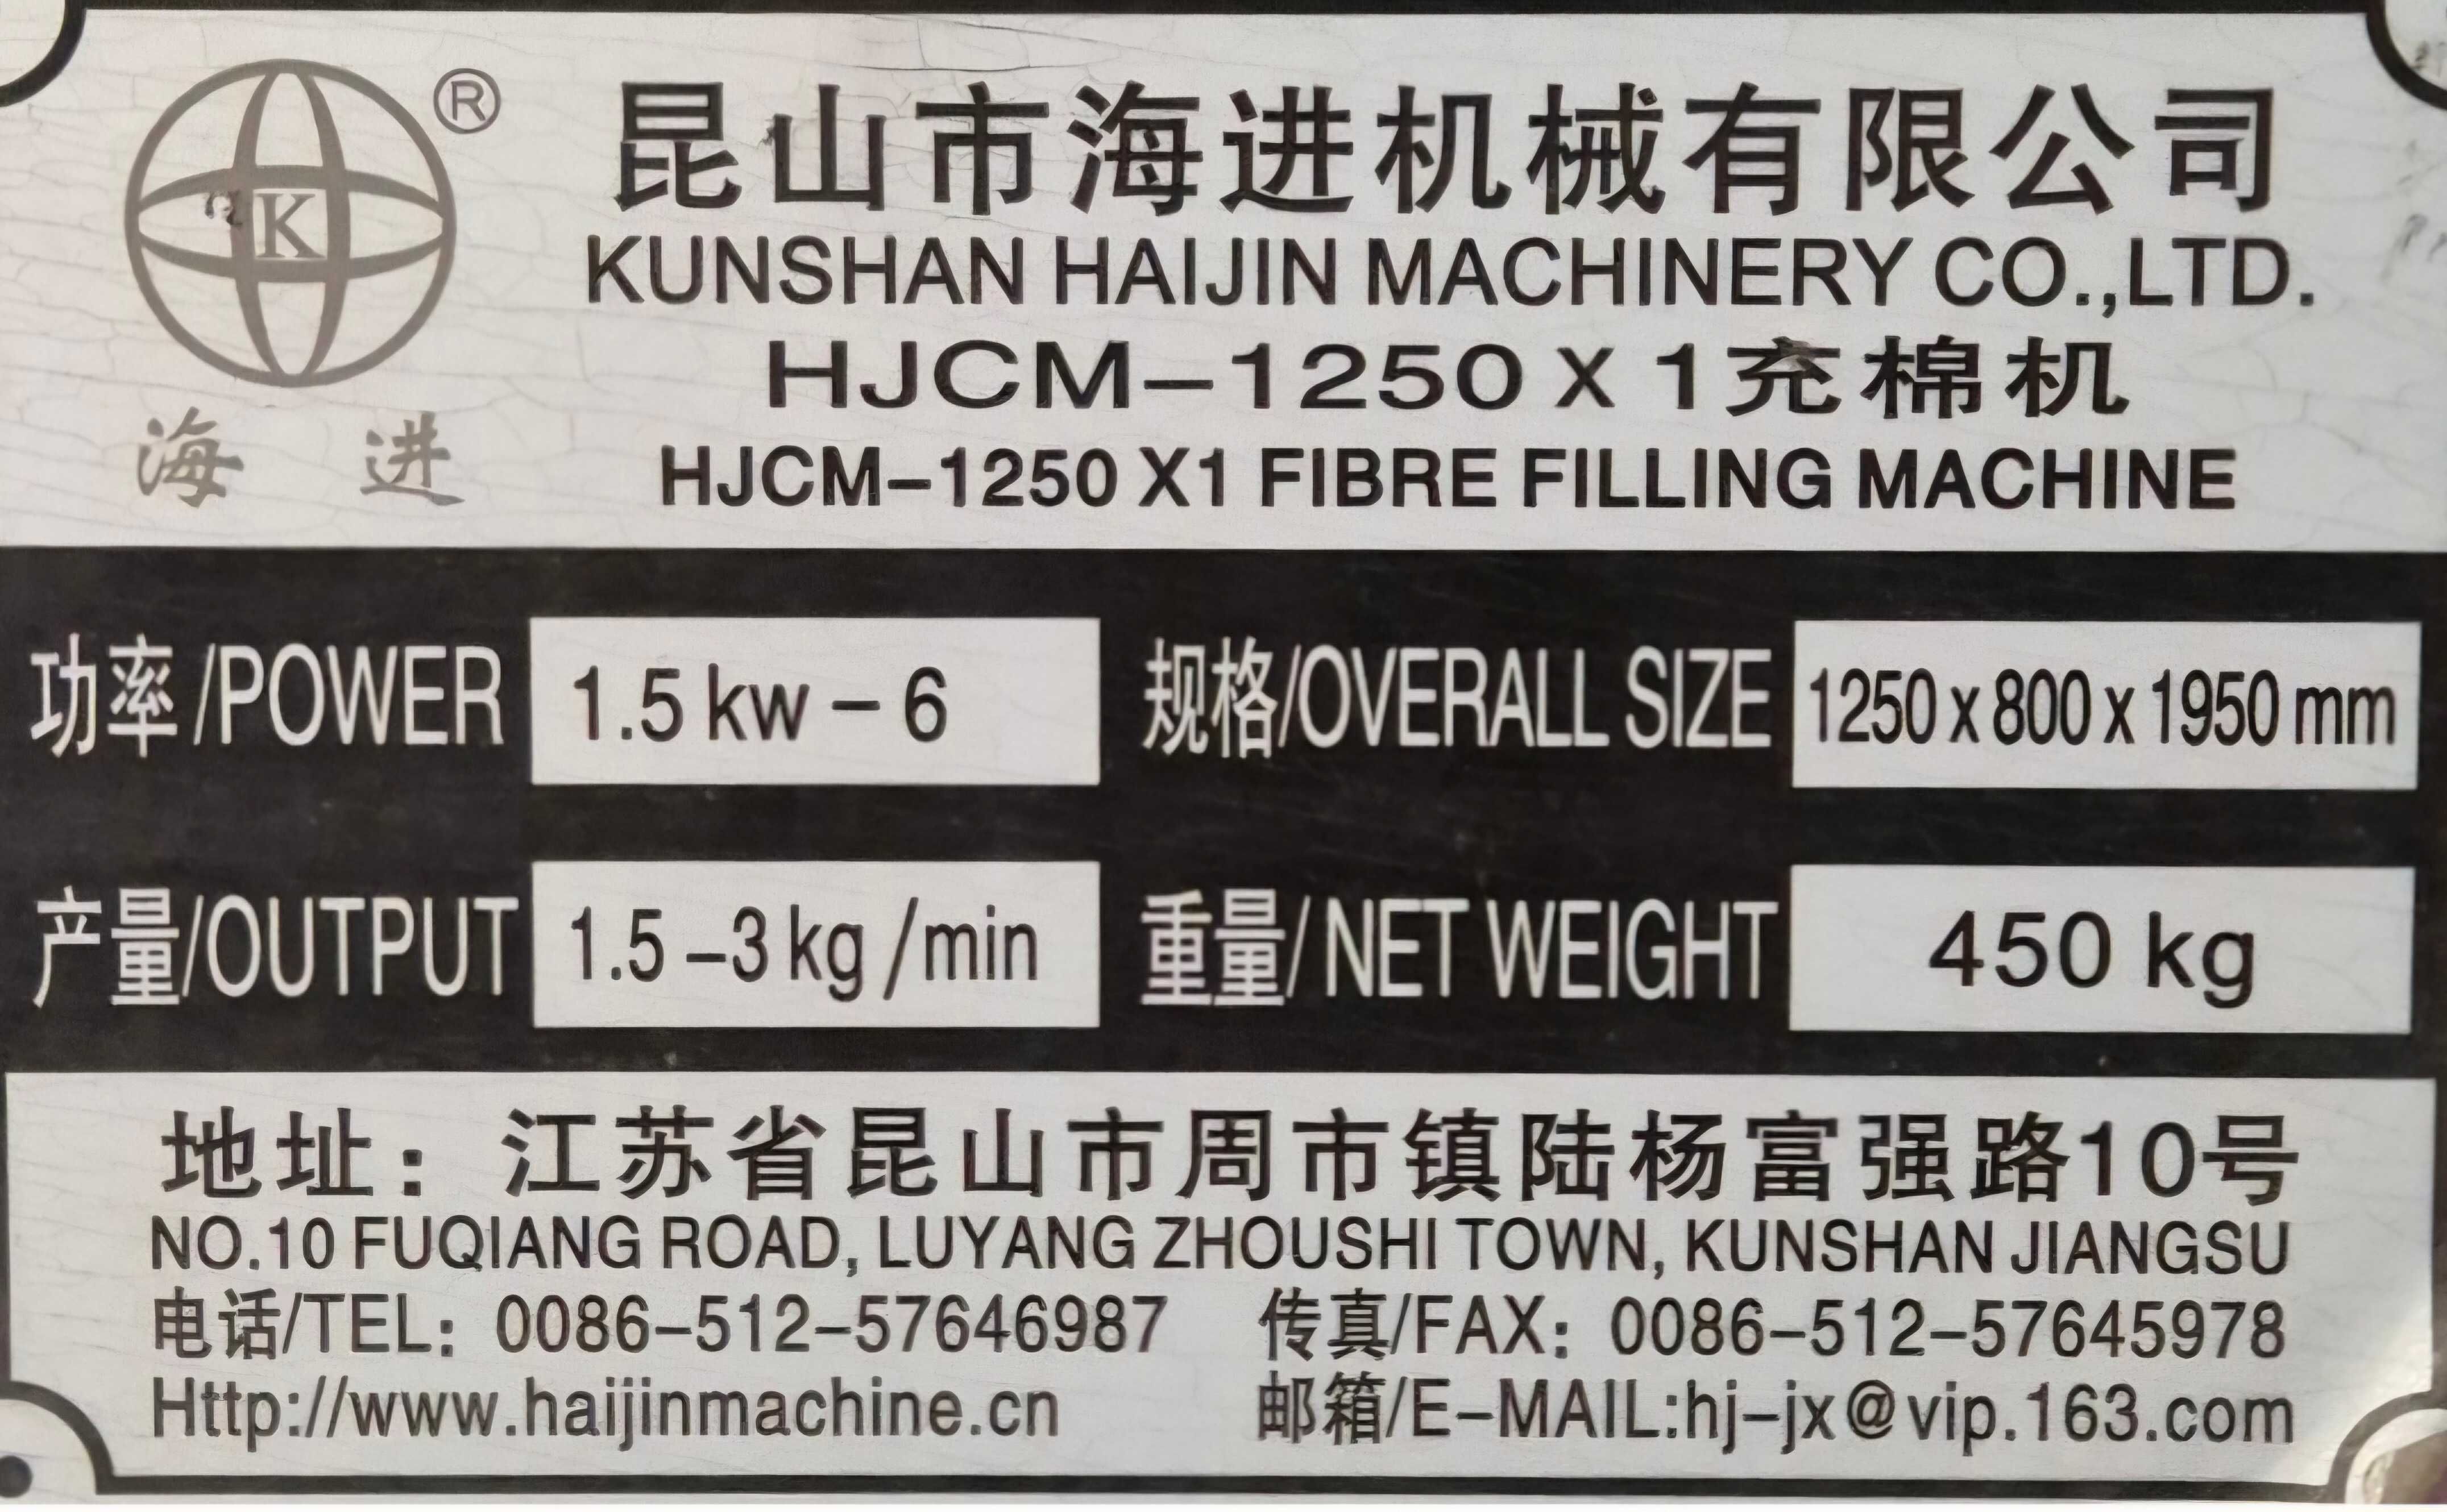 K ®
海进
昆山市海进机械有限公司
KUNSHAN HAIJIN MACHINERY CO.,LTD.
HJCM-1250 X 1充棉机
HJCM-1250 X1 FIBRE FILLING MACHINE
功率/POWER 1.5 kw - 6 规格/OVERALL SIZE 1250 x 800 x 1950 mm
产量/OUTPUT 1.5 -3 kg /min 重量/ NET WEIGHT 450 kg
地址：江苏省昆山市周市镇陆杨富强路10号
NO.10 FUQIANG ROAD, LUYANG ZHOUSHI TOWN, KUNSHAN JIANGSU
电话/TEL: 0086-512-57646987 传真/FAX: 0086-512-57645978
Http://www.haijinmachine.cn 邮箱/E-MAIL:hj-jx@vip.163.com